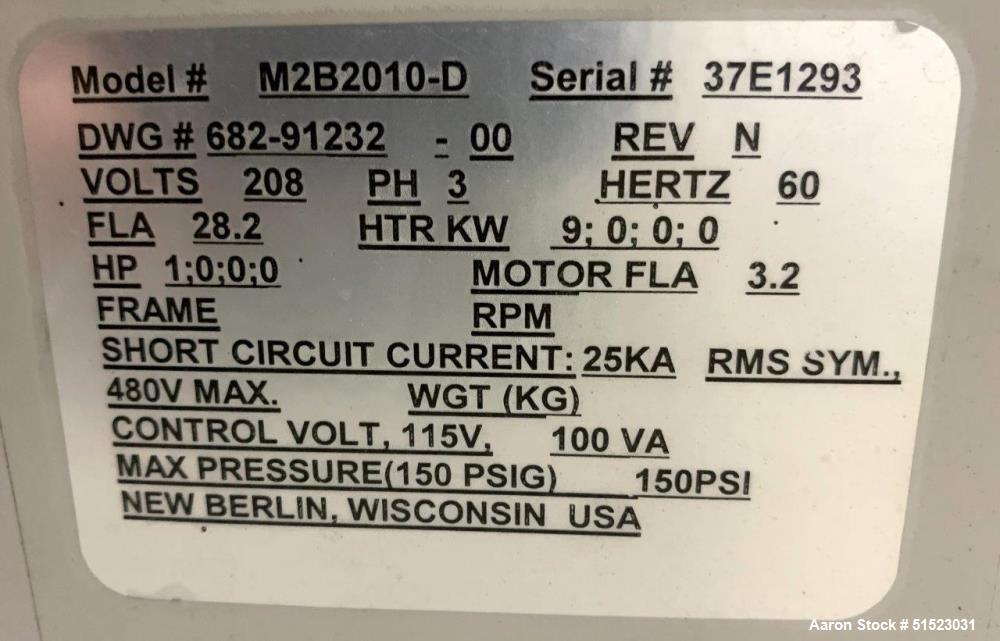 Model # M2B2010-D Serial # 37E1293
DWG # 682-91232 - 00 REV N
VOLTS 208 PH 3 HERTZ 60
FLA 28.2 HTR KW 9; 0; 0; 0
HP 1;0;0;0 MOTOR FLA 3.2
FRAME RPM
SHORT CIRCUIT CURRENT: 25KA RMS SYM.,
480V MAX. WGT (KG)
CONTROL VOLT, 115V, 100 VA
MAX PRESSURE(150 PSIG) 150PSI
NEW BERLIN, WISCONSIN USA
Aaron Stock # 51523031